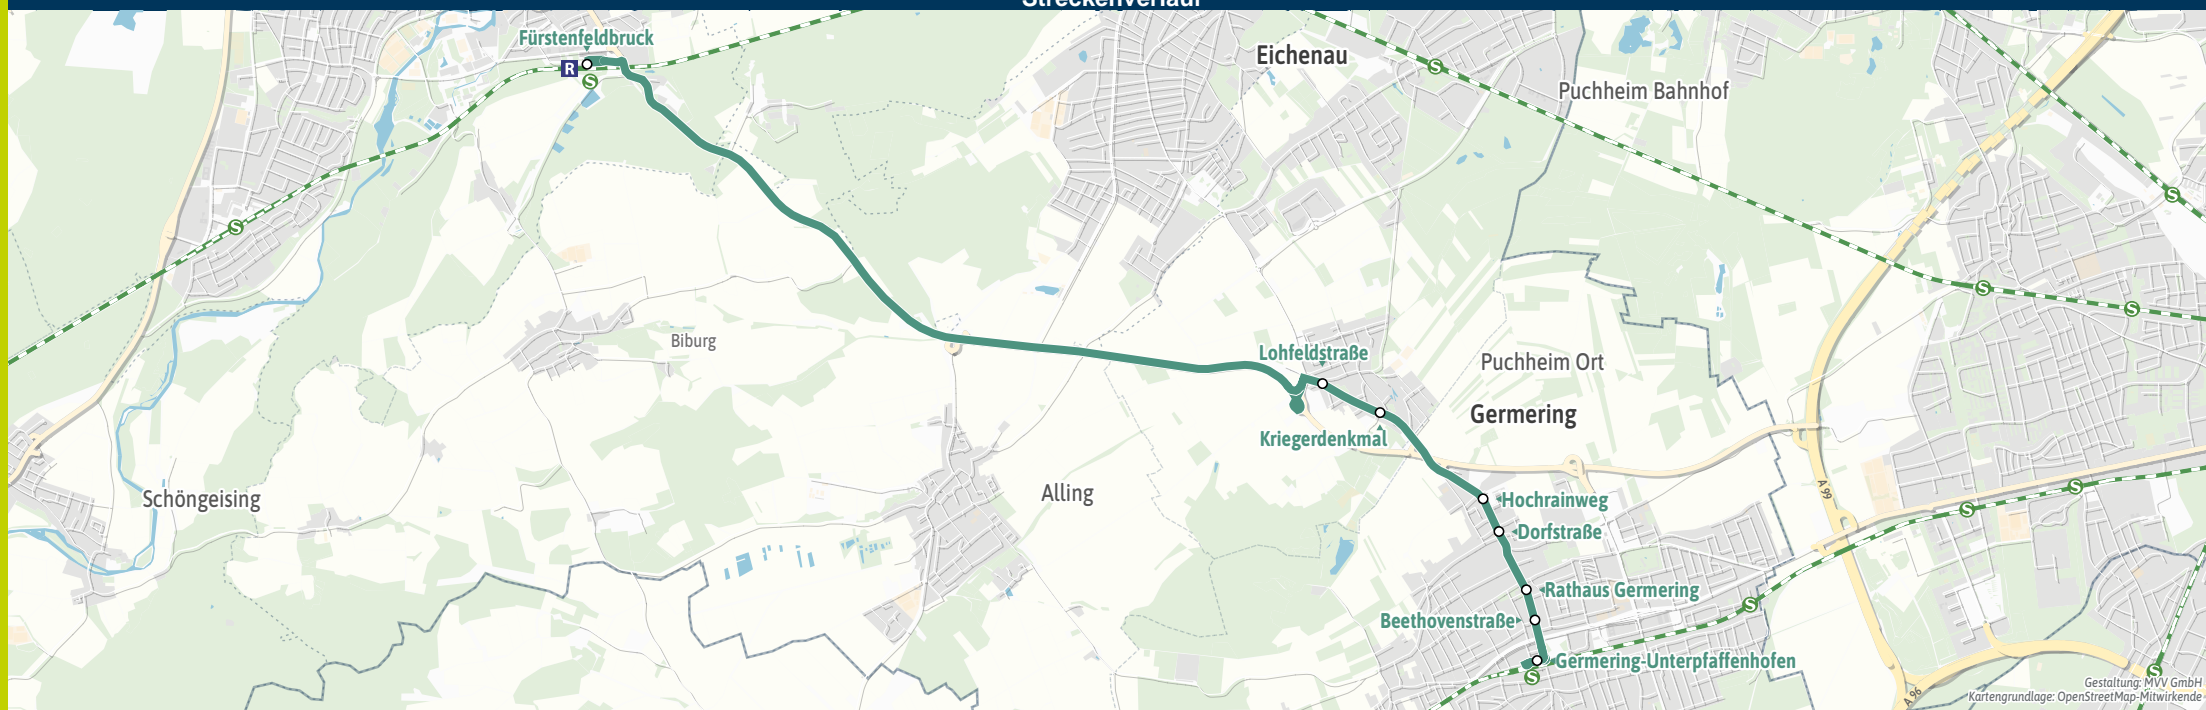 Streckenverlauf
Fürstenfeldbruck
R
S
Eichenau
S
Puchheim Bahnhof
S
S
Biburg
S
S
Lohfeldstraße
Puchheim Ort
Germering
Kriegerdenkmal
Schöngeising
Alling
A 99
S
S
Hochrainweg
Dorfstraße
Rathaus Germering
S
Beethovenstraße
Germering-Unterpfaffenhofen
S
S
A 96
Gestaltung: MVV GmbH
Kartengrundlage: OpenStreetMap-Mitwirkende